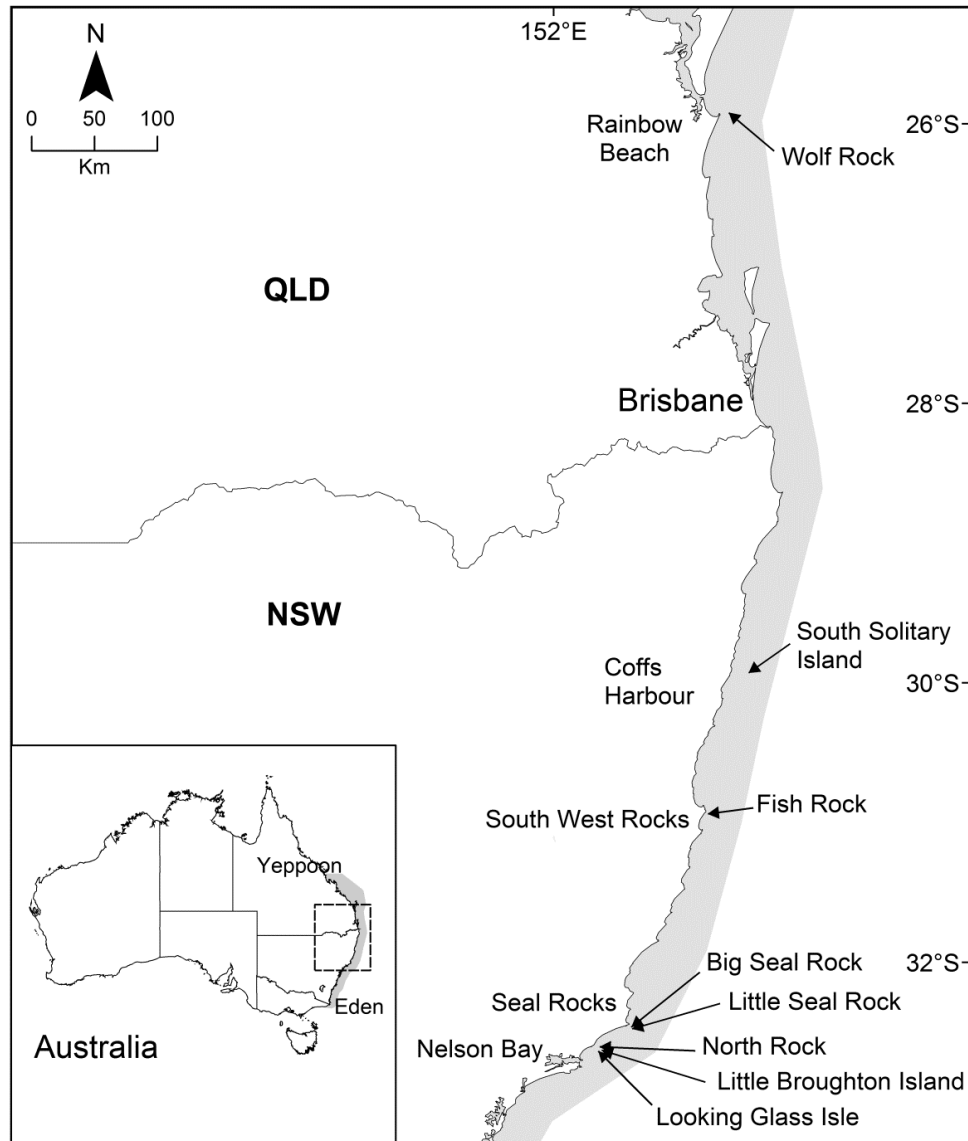 152°E
N
0 50 100
Km
Rainbow
Beach
26°S
Wolf Rock
QLD
Brisbane
28°S
NSW
South Solitary
Island
Coffs
Harbour
30°S
Fish Rock
South West Rocks
Yeppoon
Eden
Australia
32°S
Big Seal Rock
Seal Rocks
Little Seal Rock
Nelson Bay
North Rock
Little Broughton Island
Looking Glass Isle